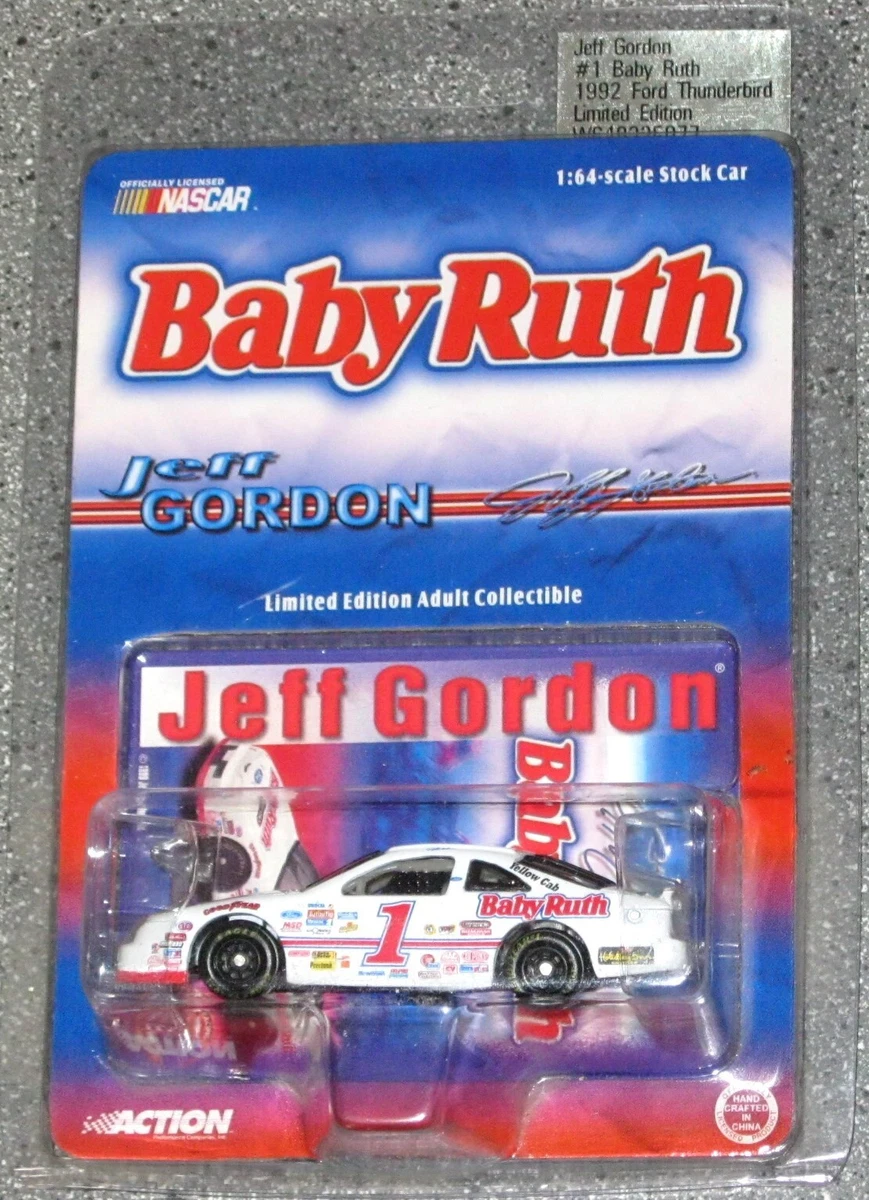 Jeff Gordon
#1 Baby Ruth
1992 Ford Thunderbird
Limited Edition
OFFICIALLY LICENSED
NASCAR
1:64-scale Stock Car
Baby Ruth
Jeff
GORDON
Limited Edition Adult Collectible
Jeff Gordon®
Baby
Yellow Cab
Baby Ruth
GOODYEAR
1
ACTION
HAND
CRAFTED
IN
CHINA